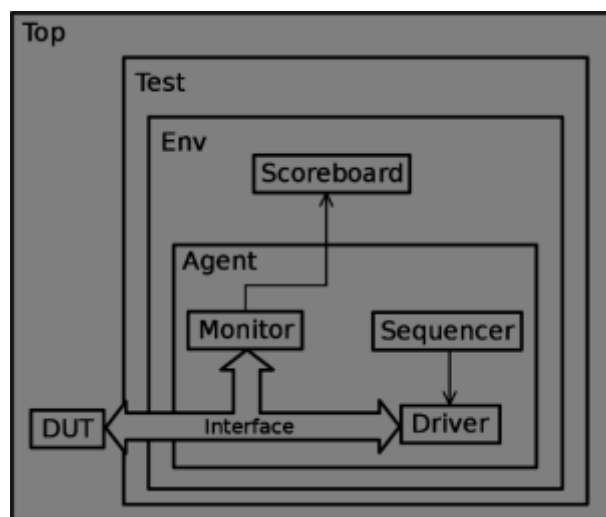 Top
Test
Env
Scoreboard
Agent
Monitor
Sequencer
DUT
Interface
Driver